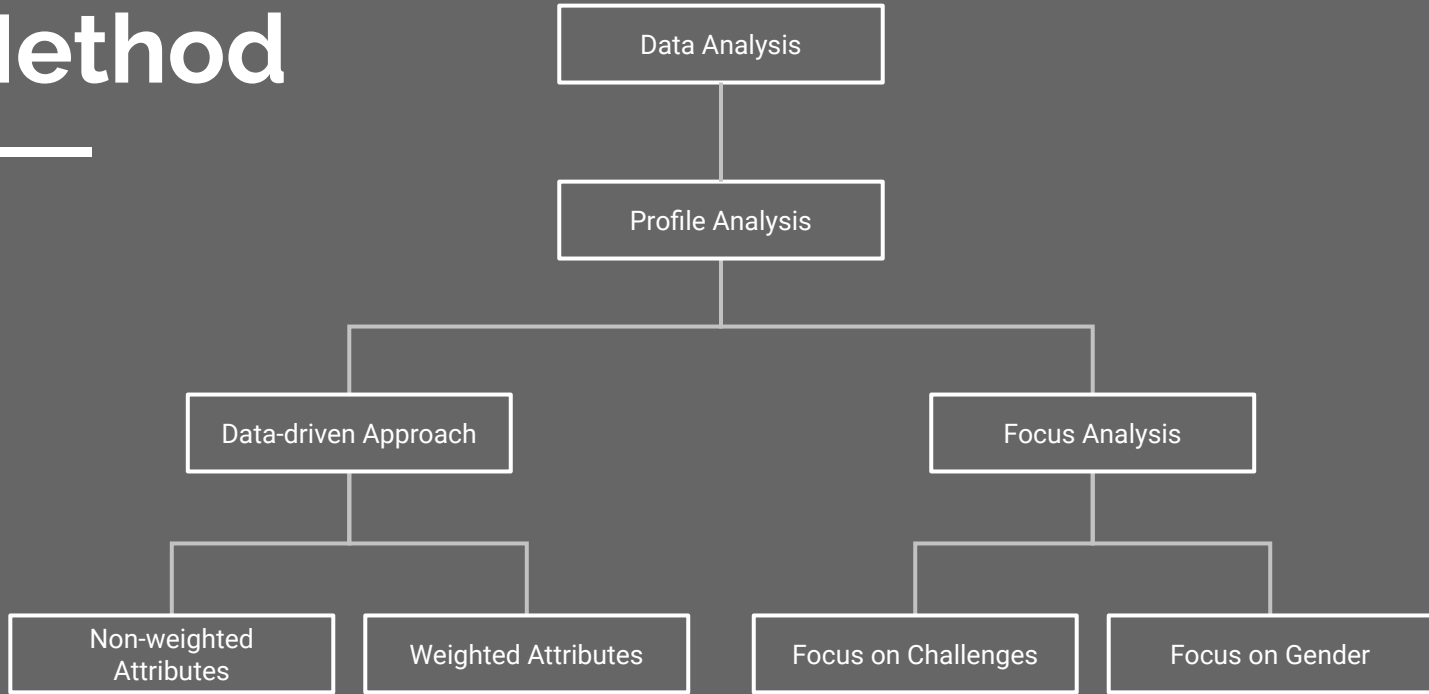 Method
Data Analysis
Profile Analysis
Data-driven Approach
Focus Analysis
Non-weighted
Attributes
Weighted Attributes
Focus on Challenges
Focus on Gender